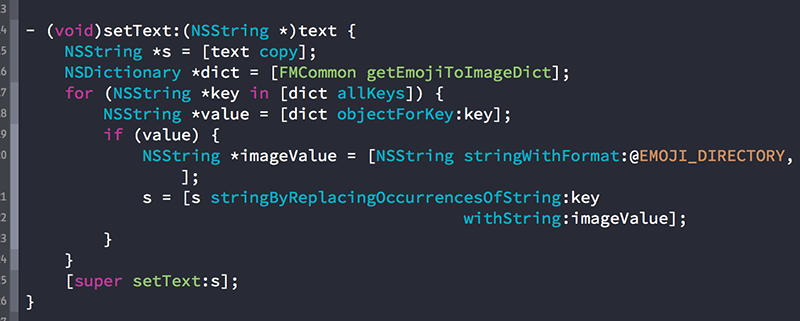 3
4 - (void)setText:(NSString *)text {
5 NSString *s = [text copy];
6 NSDictionary *dict = [FMCommon getEmojiToImageDict];
7 for (NSString *key in [dict allKeys]) {
8 NSString *value = [dict objectForKey:key];
9 if (value) {
0 NSString *imageValue = [NSString stringWithFormat:@EMOJI_DIRECTORY,
];
1 s = [s stringByReplacingOccurrencesOfString:key
2 withString:imageValue];
3 }
4 }
5 [super setText:s];
6 }
7